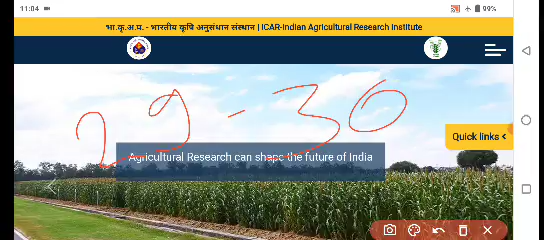 11:04
99%
भा.कृ.अ.प. - भारतीय कृषि अनुसंधान संस्थान | ICAR-Indian Agricultural Research Institute
29-30
Quick links <
Agricultural Research can shape the future of India